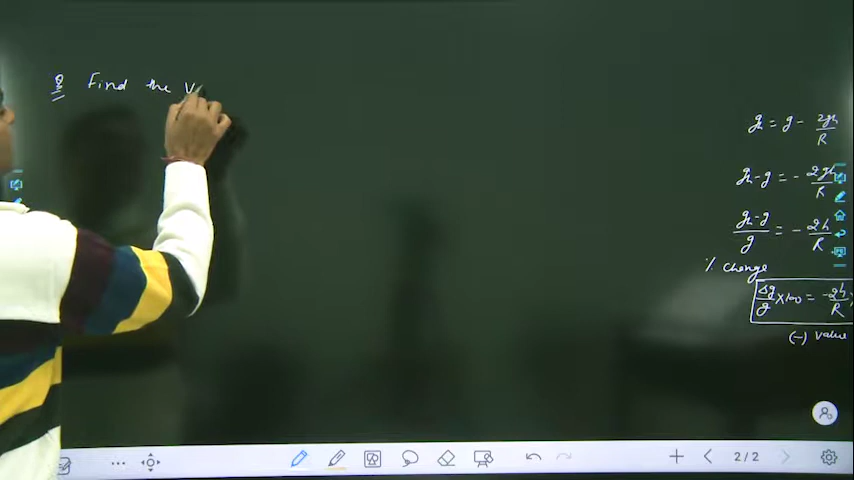 Q Find the V
gh = g - 2gh/R
gh - g = - 2gh/R
gh - g/g = - 2h/R
% change
Δg/g × 100 = - 2h/R
(-) Value
2/2